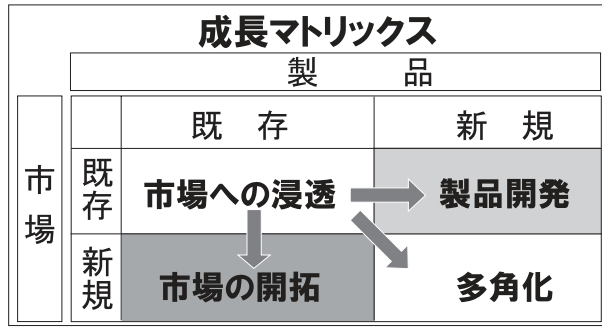 成長マトリックス
製品
既存 新規
市場 既存 市場への浸透 製品開発
新規 市場の開拓 多角化